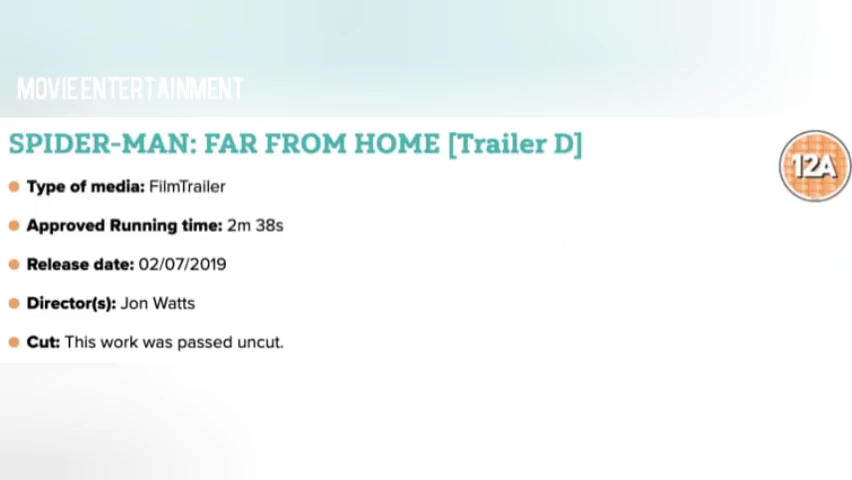 MOVIE ENTERTAINMENT
SPIDER-MAN: FAR FROM HOME [Trailer D]
12A
Type of media: FilmTrailer
Approved Running time: 2m 38s
Release date: 02/07/2019
Director(s): Jon Watts
Cut: This work was passed uncut.